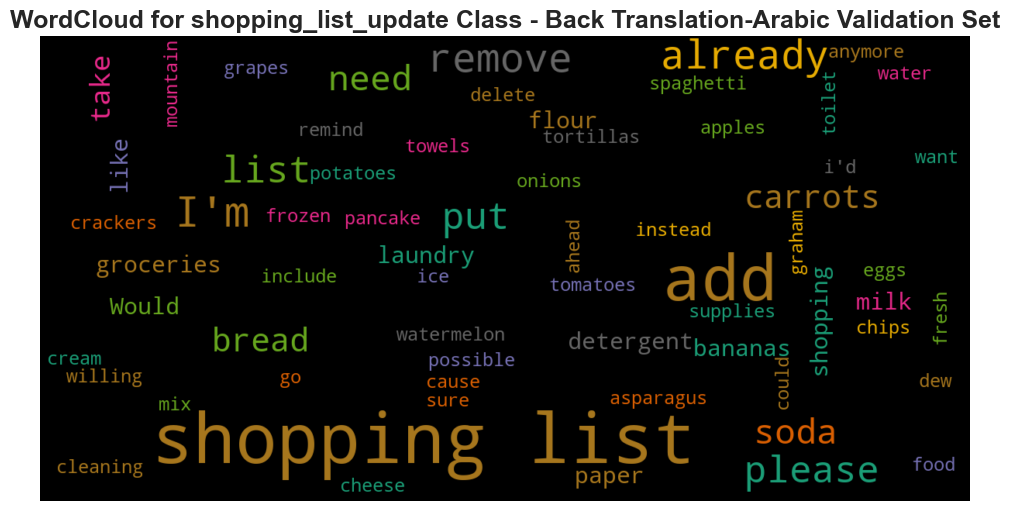 WordCloud for shopping_list_update Class - Back Translation-Arabic Validation Set
take
mountain
grapes
need
remove
already
anymore
water
delete
spaghetti
toilet
flour
remind
tortillas
apples
towels
like
list
potatoes
onions
i'd
want
carrots
crackers
I'm
frozen
pancake
put
ahead
instead
graham
groceries
laundry
include
ice
tomatoes
add
shopping
eggs
Would
supplies
milk
fresh
chips
bread
watermelon
detergent
bananas
cream
possible
willing
go
cause
could
dew
mix
sure
asparagus
shopping list
soda
cleaning
cheese
paper
please
food